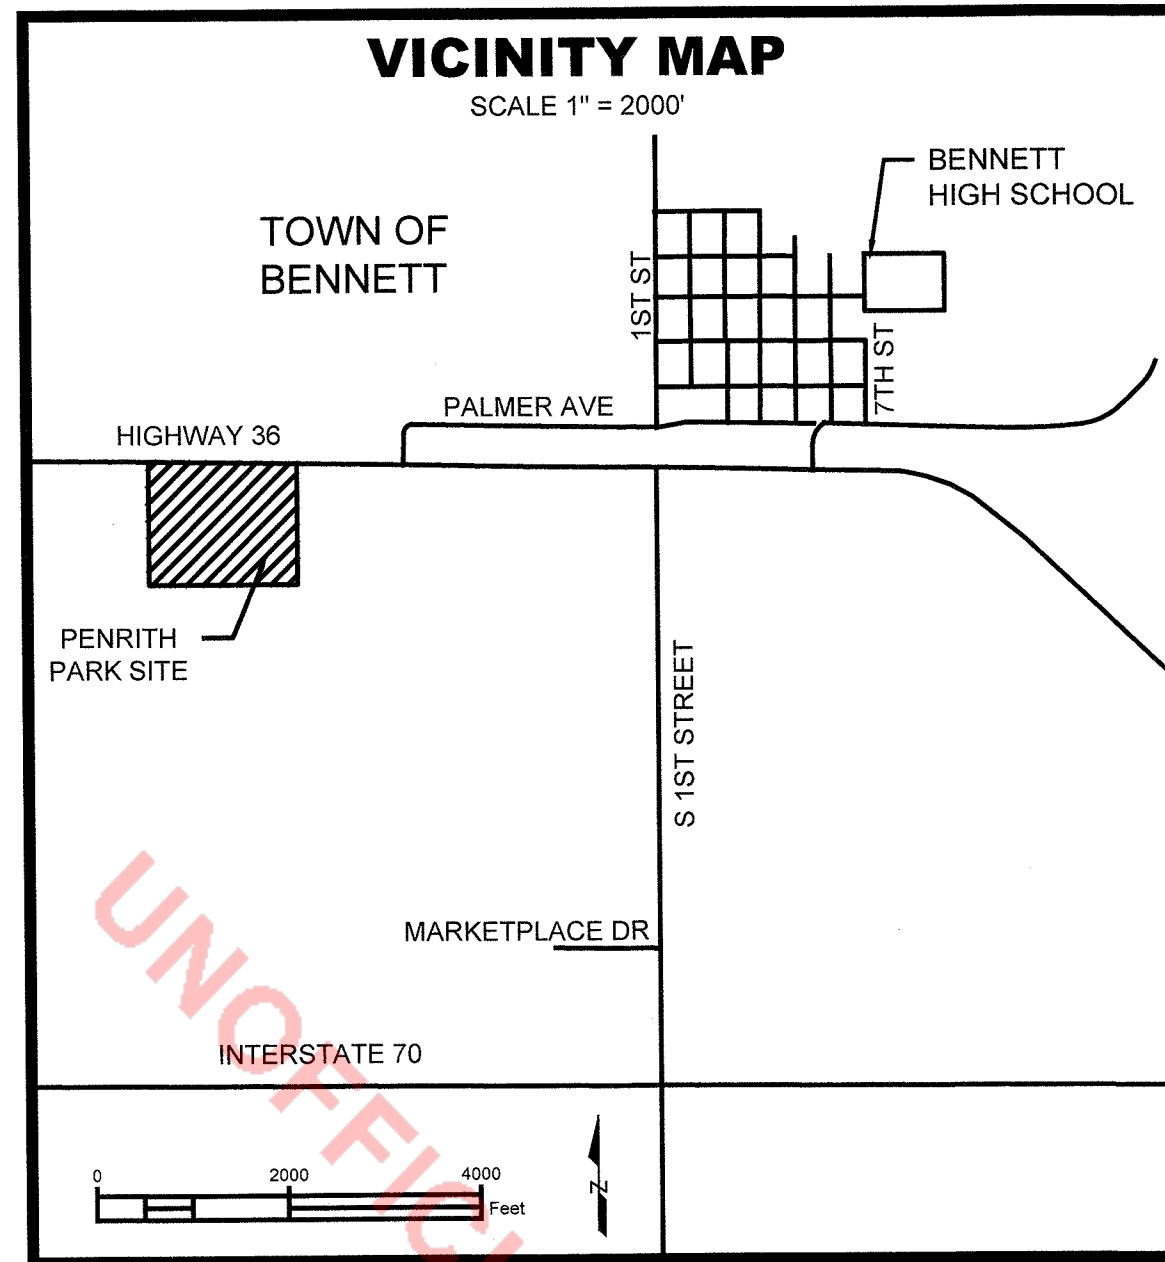 VICINITY MAP
SCALE 1" = 2000'
BENNETT
HIGH SCHOOL
TOWN OF
BENNETT
1ST ST
7TH ST
PALMER AVE
HIGHWAY 36
PENRITH
PARK SITE
S 1ST STREET
MARKETPLACE DR
INTERSTATE 70
0 2000 4000
Feet
N
UNOFFICI